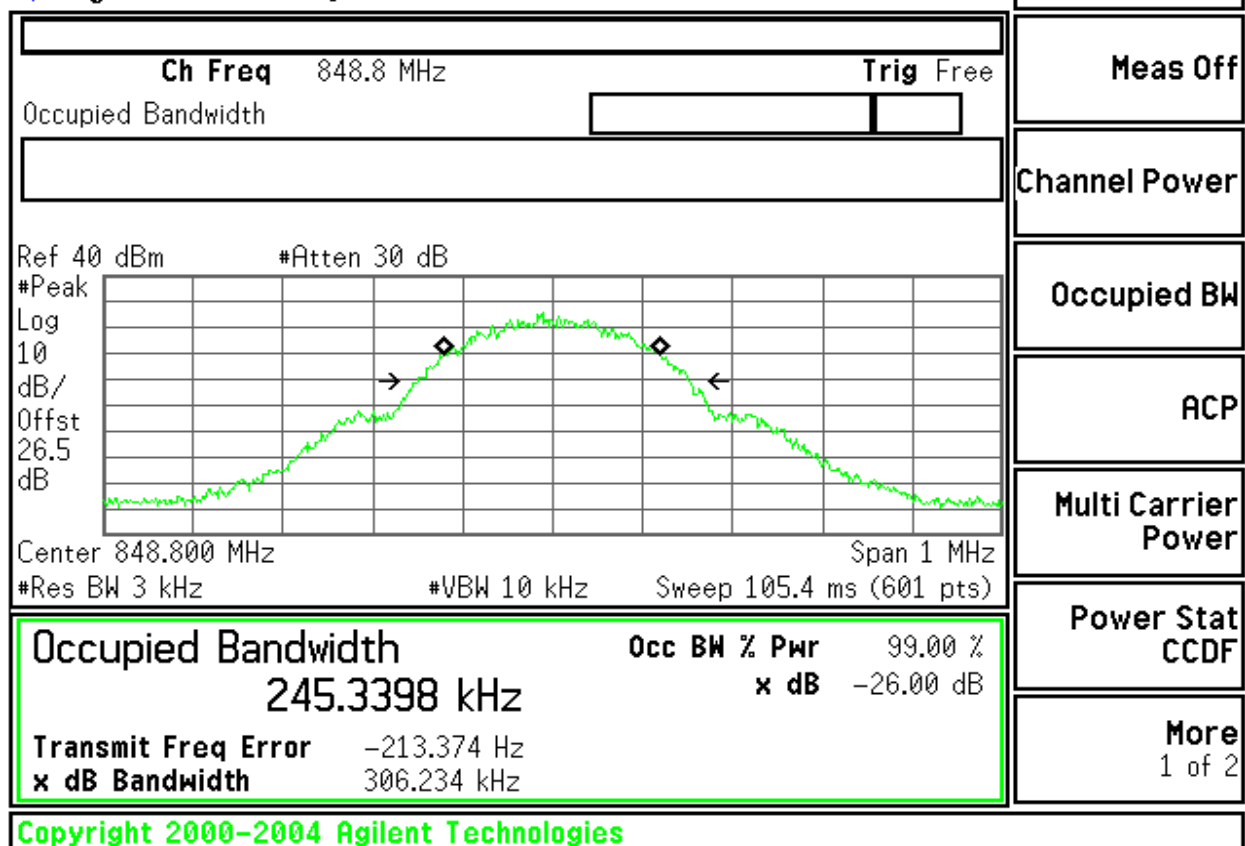 Ch Freq 848.8 MHz Trig Free
Occupied Bandwidth
Ref 40 dBm #Atten 30 dB
#Peak
Log
10
dB/
Offst
26.5
dB
Center 848.800 MHz Span 1 MHz
#Res BW 3 kHz #VBW 10 kHz Sweep 105.4 ms (601 pts)
Occupied Bandwidth
245.3398 kHz
Occ BW % Pwr 99.00 %
x dB -26.00 dB
Transmit Freq Error -213.374 Hz
x dB Bandwidth 306.234 kHz
Copyright 2000-2004 Agilent Technologies
Meas Off
Channel Power
Occupied BW
ACP
Multi Carrier
Power
Power Stat
CCDF
More
1 of 2